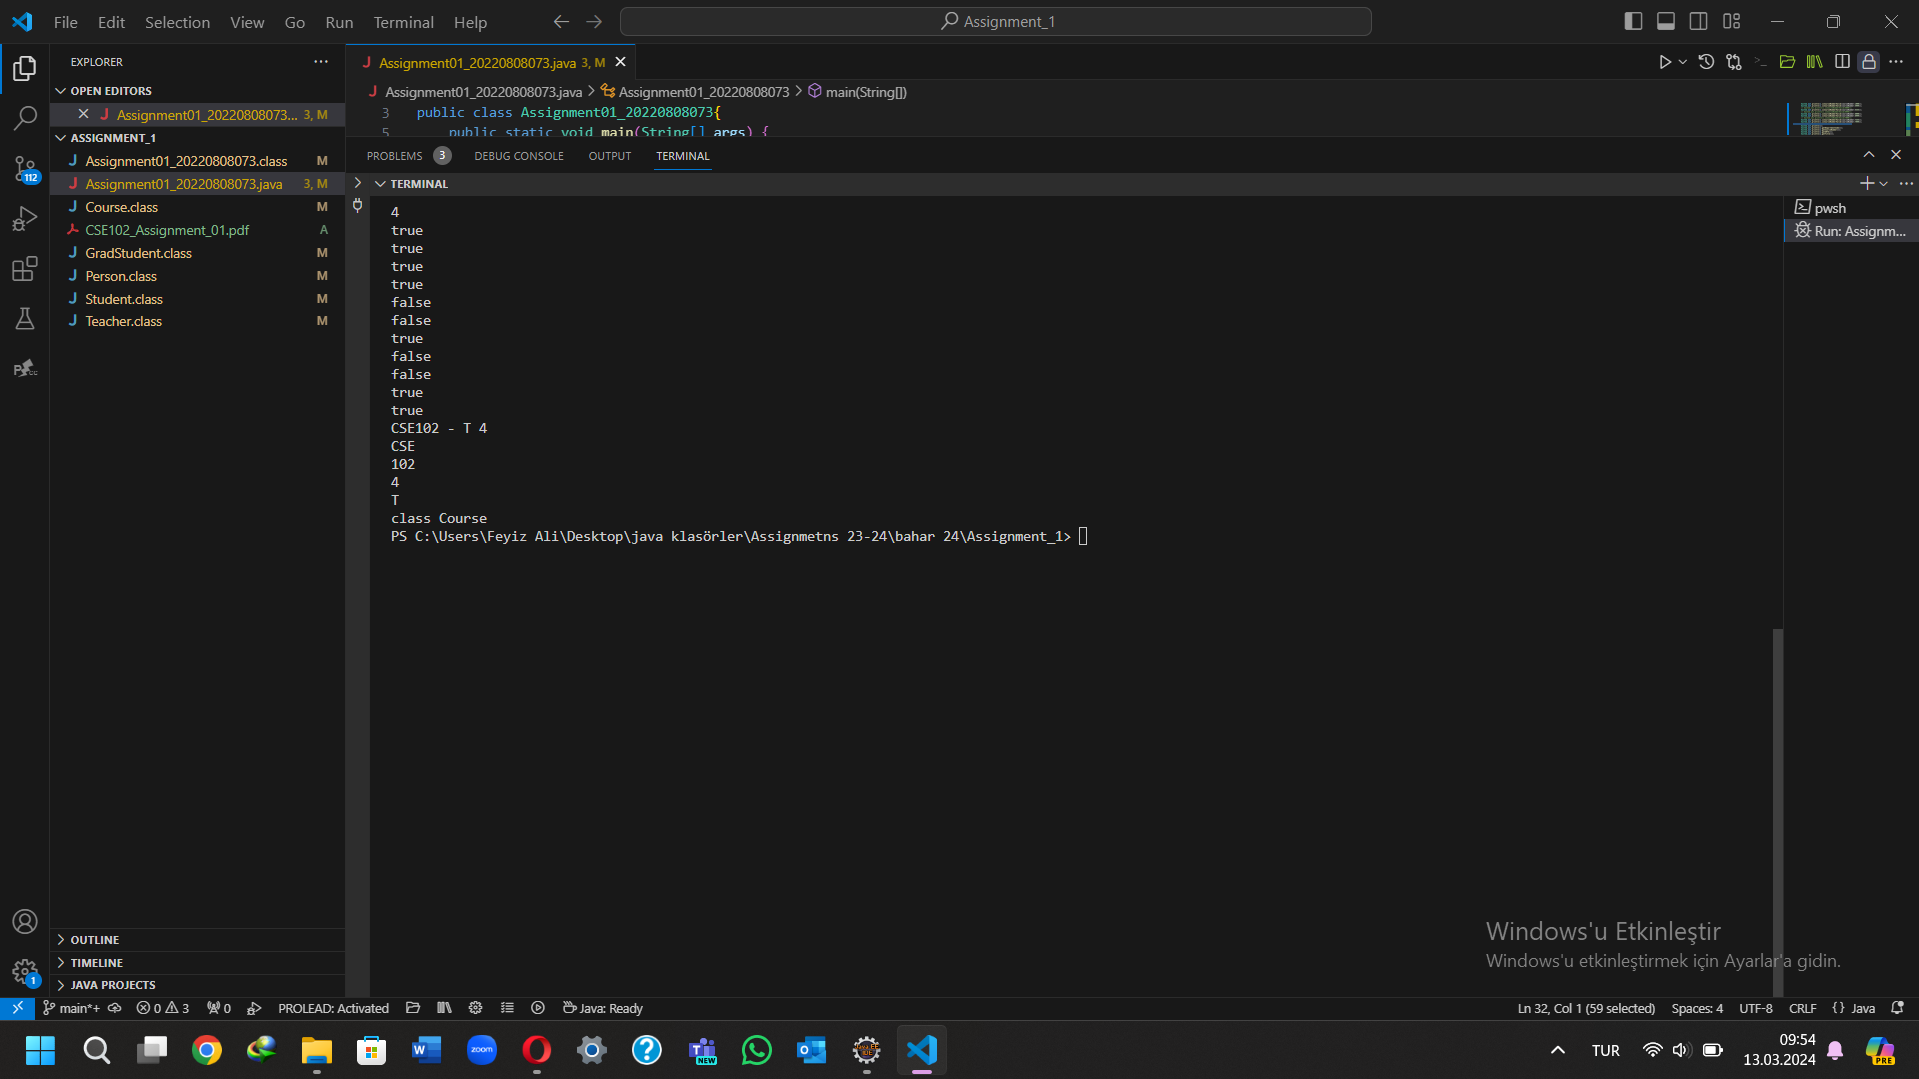 File Edit Selection View Go Run Terminal Help
Assignment_1
EXPLORER
OPEN EDITORS
Assignment01_20220808073... 3, M
ASSIGNMENT_1
Assignment01_20220808073.class M
Assignment01_20220808073.java 3, M
Course.class M
CSE102_Assignment_01.pdf A
GradStudent.class M
Person.class M
Student.class M
Teacher.class M
112
OUTLINE
TIMELINE
JAVA PROJECTS
1
Assignment01_20220808073.java 3, M
Assignment01_20220808073.java > Assignment01_20220808073 > main(String[])
3 public class Assignment01_20220808073{
5 public static void main(String[] args) {
PROBLEMS 3 DEBUG CONSOLE OUTPUT TERMINAL
TERMINAL
4
true
true
true
true
false
false
true
false
false
true
true
CSE102 - T 4
CSE
102
4
T
class Course
PS C:\Users\Feyiz Ali\Desktop\java klasörler\Assignmetns 23-24\bahar 24\Assignment_1>
pwsh
Run: Assignm...
Windows'u Etkinleştir
Windows'u etkinleştirmek için Ayarlar'a gidin.
main*+ 0 3 0 PROLEAD: Activated Java: Ready
Ln 32, Col 1 (59 selected) Spaces: 4 UTF-8 CRLF {} Java
zoom
NEW
TUR
09:54
13.03.2024
PRE